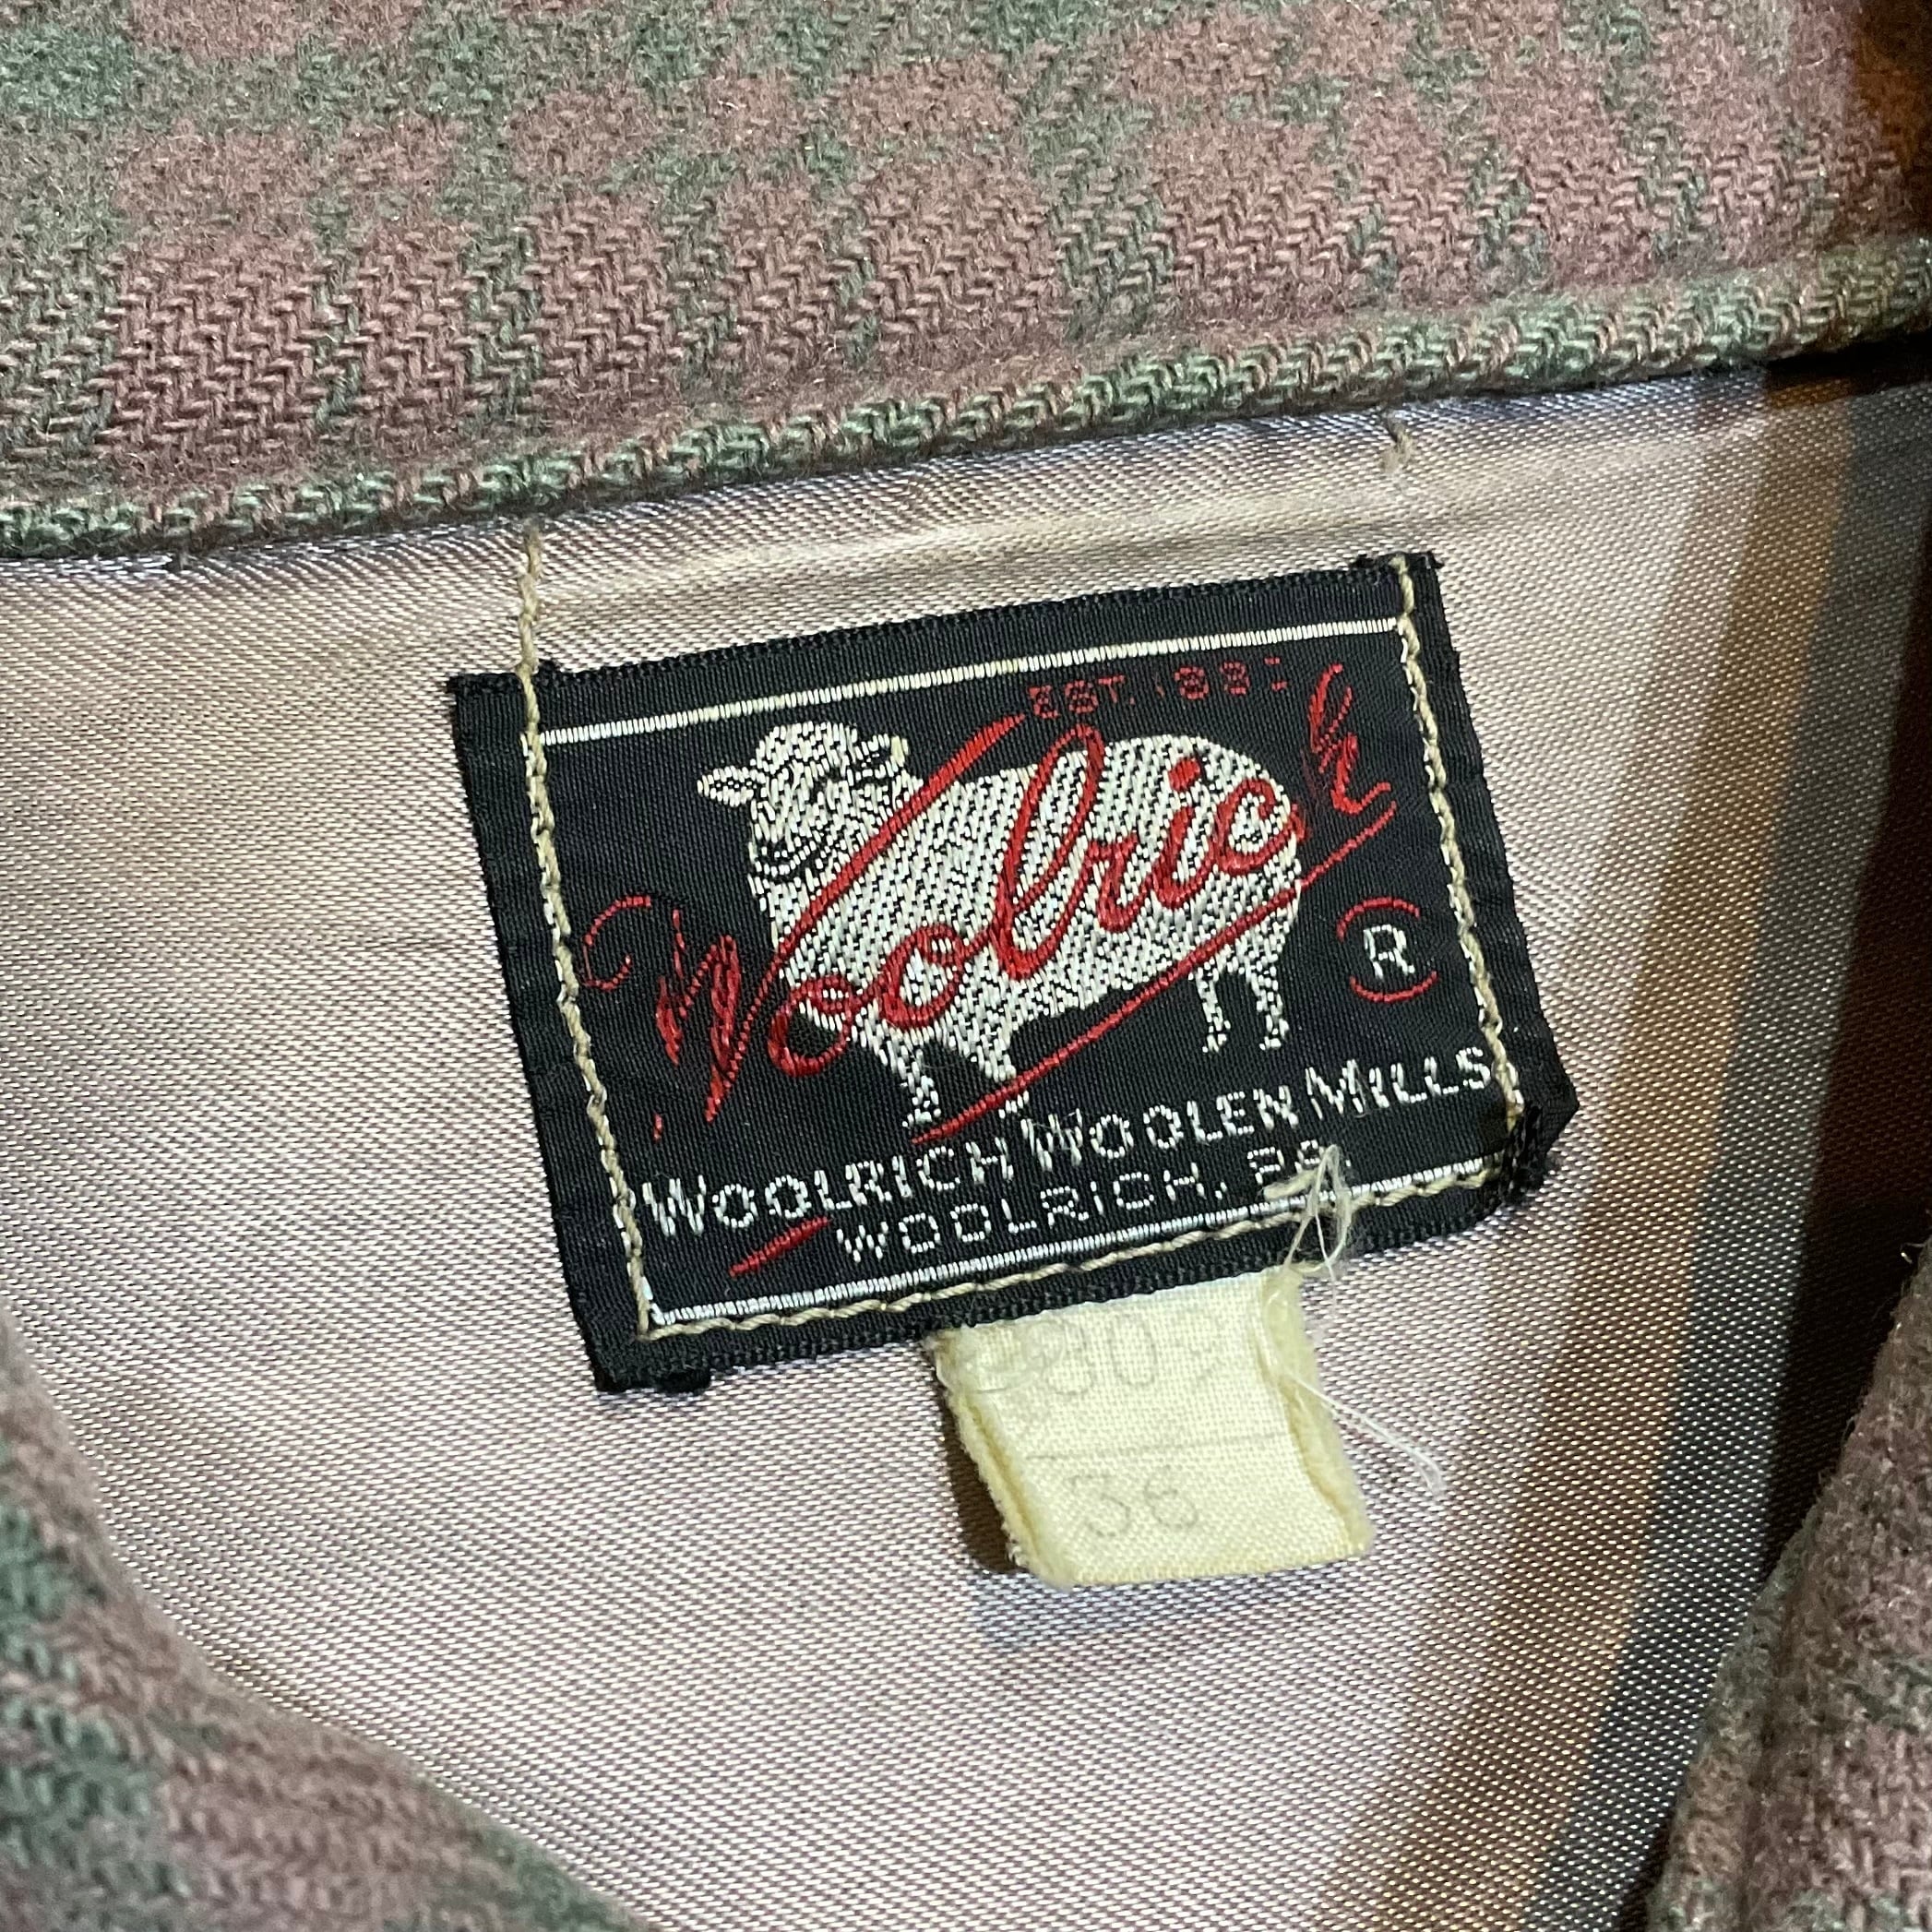 EST. 1830
Woolrich
R
WOOLRICH WOOLEN MILLS
WOOLRICH, PA.
36